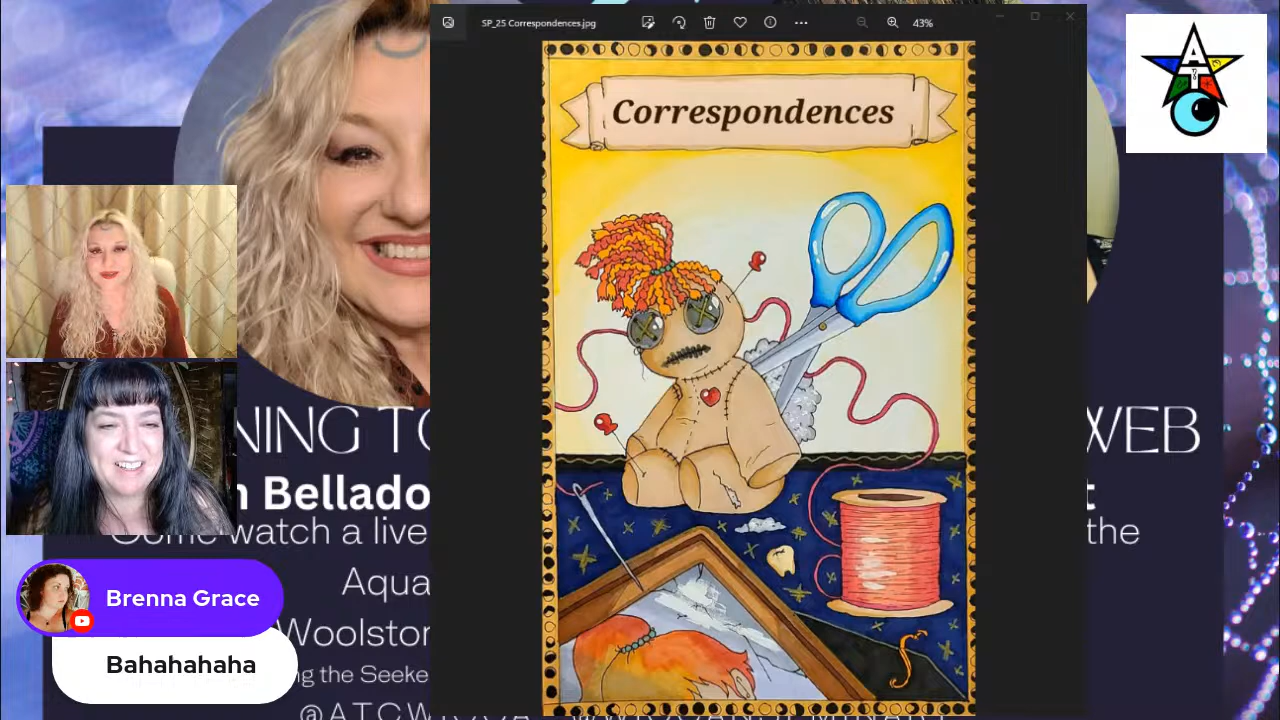 SP_25 Correspondences.jpg
43%
Correspondences
NING TO
WEB
Bellado
Come watch a live
the
Aqua
Woolston
ng the Seeke
Brenna Grace
Bahahahaha